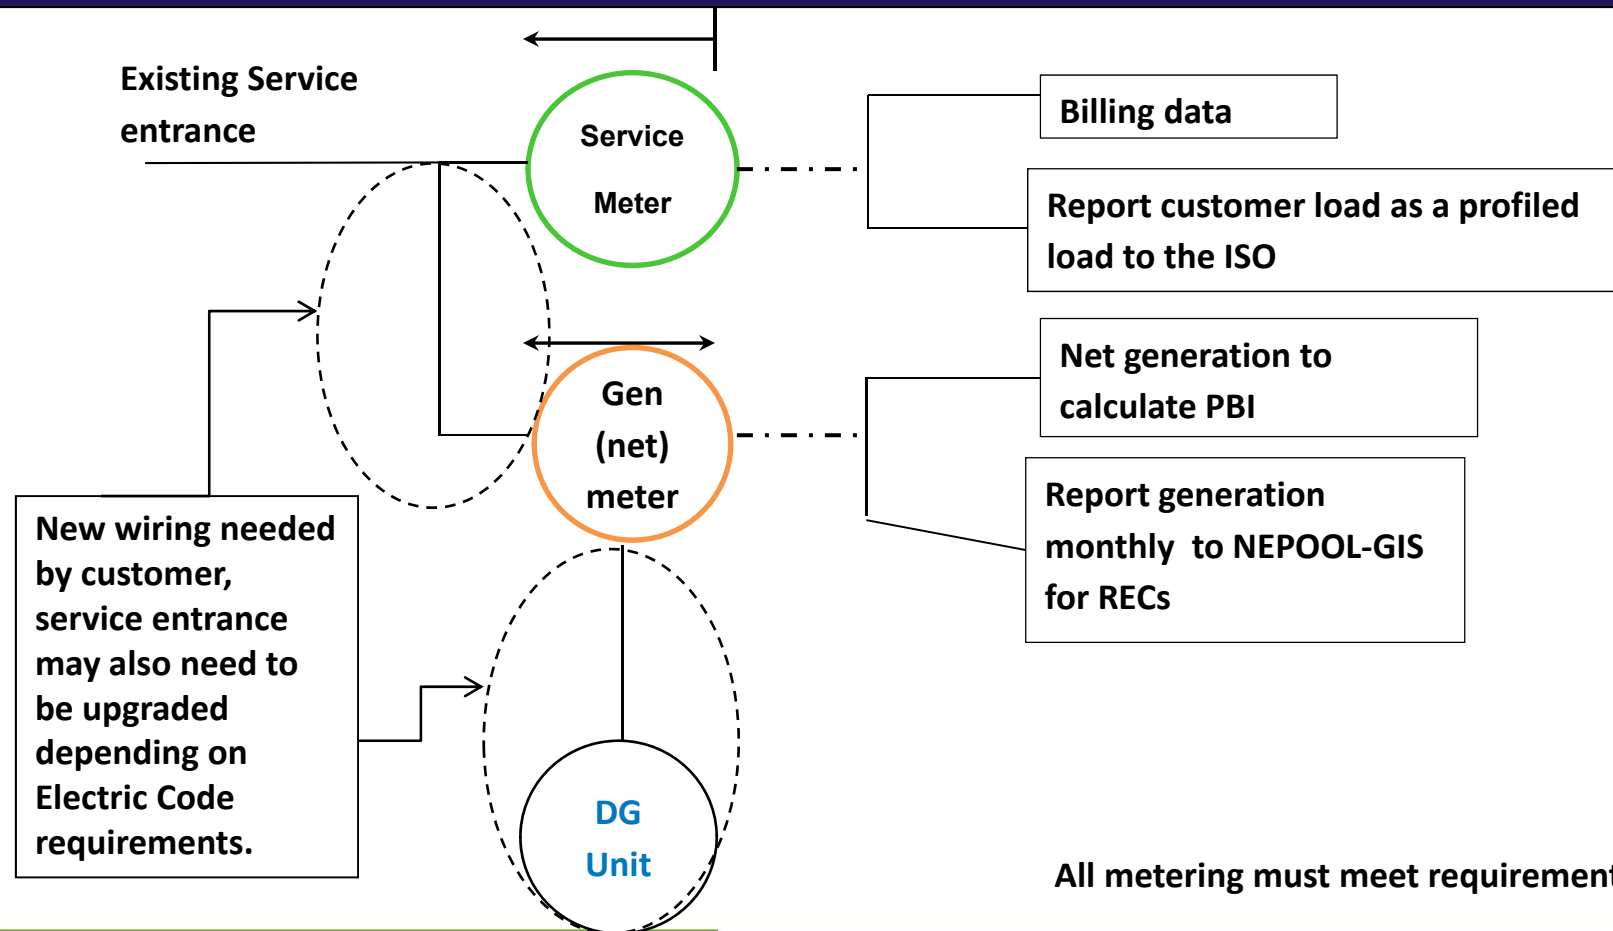 Existing Service
entrance
Service
Meter
Billing data
Report customer load as a profiled
load to the ISO
Gen
(net)
meter
Net generation to
calculate PBI
Report generation
monthly  to NEPOOL-GIS
for RECs
New wiring needed
by customer,
service entrance
may also need to
be upgraded
depending on
Electric Code
requirements.
DG
Unit
All metering must meet requirement